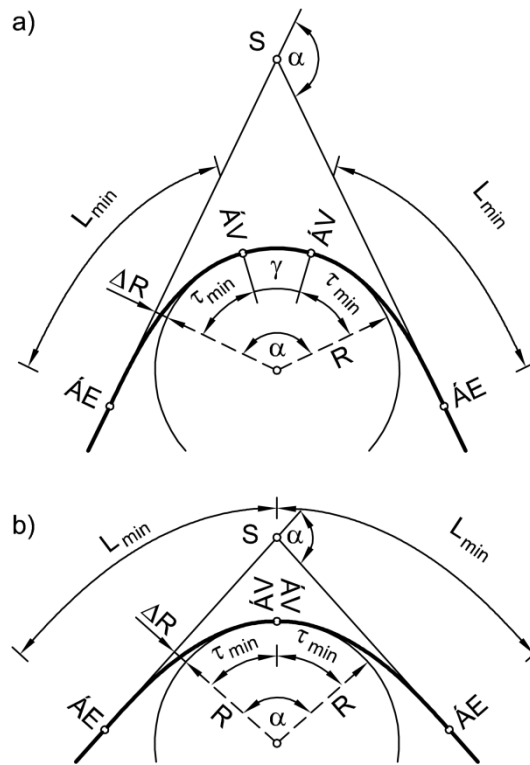 a)
S
α
L min
L min
ÁV
ÁV
γ
ΔR
τ min
τ min
α
R
ÁE
ÁE
b)
S
α
L min
L min
ÁV
ÁV
ΔR
τ min
τ min
R
α
R
ÁE
ÁE